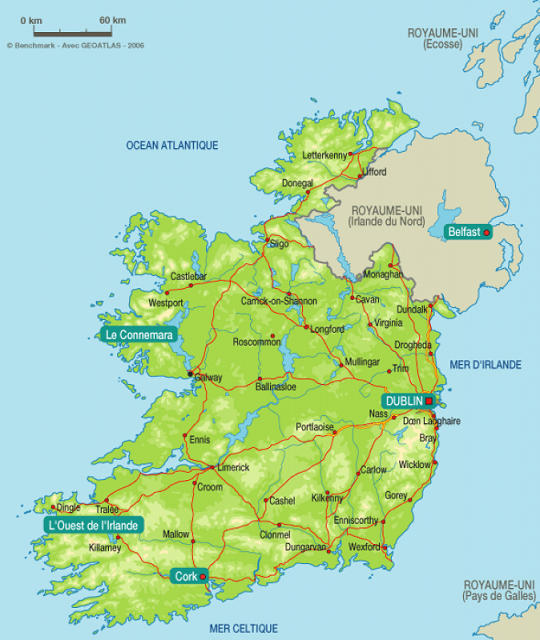 0 km 60 km
© Benchmark - Avec GEOATLAS - 2006
ROYAUME-UNI
(Ecosse)
OCEAN ATLANTIQUE
Letterkenny
Lifford
Donegal
ROYAUME-UNI
(Irlande du Nord)
Belfast
Sligo
Monaghan
Castlebar
Westport
Carrick-on-Shannon
Cavan
Dundalk
Virginia
Longford
Le Connemara
Roscommon
Drogheda
Mullingar
Trim
MER D'IRLANDE
Galway
Ballinasloe
DUBLIN
Nass
Dœn Laoghaire
Portlaoise
Bray
Ennis
Limerick
Wicklow
Carlow
Croom
Cashel
Kilkenny
Gorey
Dingle
Tralee
L'Ouest de l'Irlande
Enniscorthy
Clonmel
Mallow
Killarney
Dungarvan
Wexford
Cork
ROYAUME-UNI
(Pays de Galles)
MER CELTIQUE